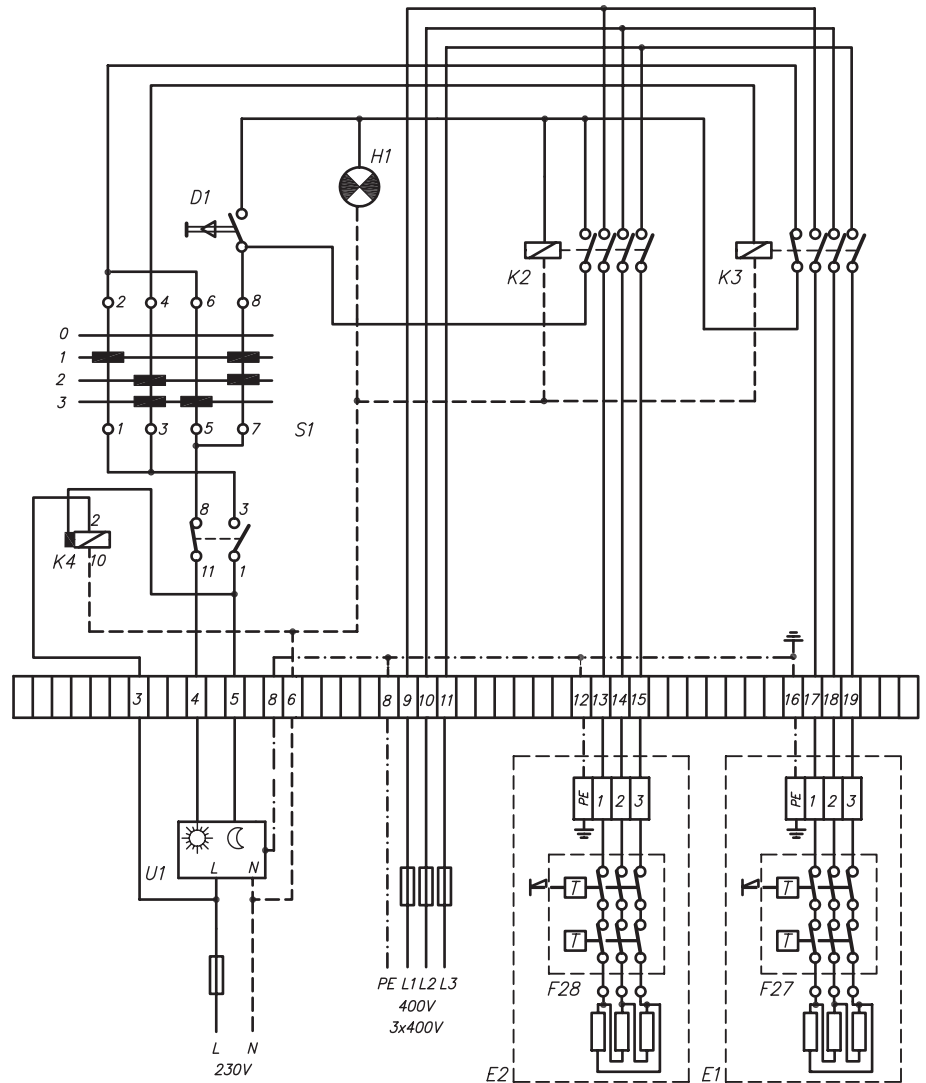 H1
D1
K2
K3
2 4 6 8
0
1
2
3
1 3 5 7
S1
8 3
2
K4 10
11 1
3 4 5 8 6 8 9 10 11 12 13 14 15 16 17 18 19
PE 1 2 3
PE 1 2 3
U1
L N
T
T
T
T
PE L1 L2 L3
400V
3x400V
F28
F27
L N
230V
E2
E1